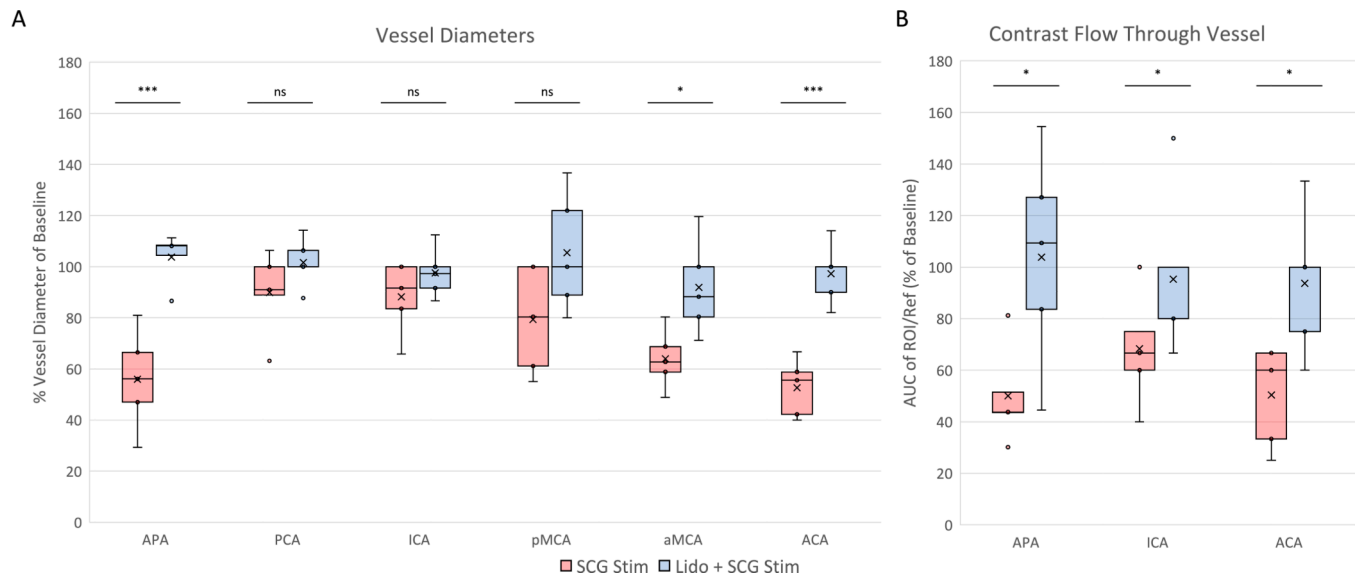 A
Vessel Diameters
% Vessel Diameter of Baseline
180
160
140
120
100
80
60
40
20
0
*** ns ns ns * ***
APA PCA ICA pMCA aMCA ACA
B
Contrast Flow Through Vessel
AUC of ROI/Ref (% of Baseline)
180
160
140
120
100
80
60
40
20
0
* * *
APA ICA ACA
SCG Stim Lido + SCG Stim